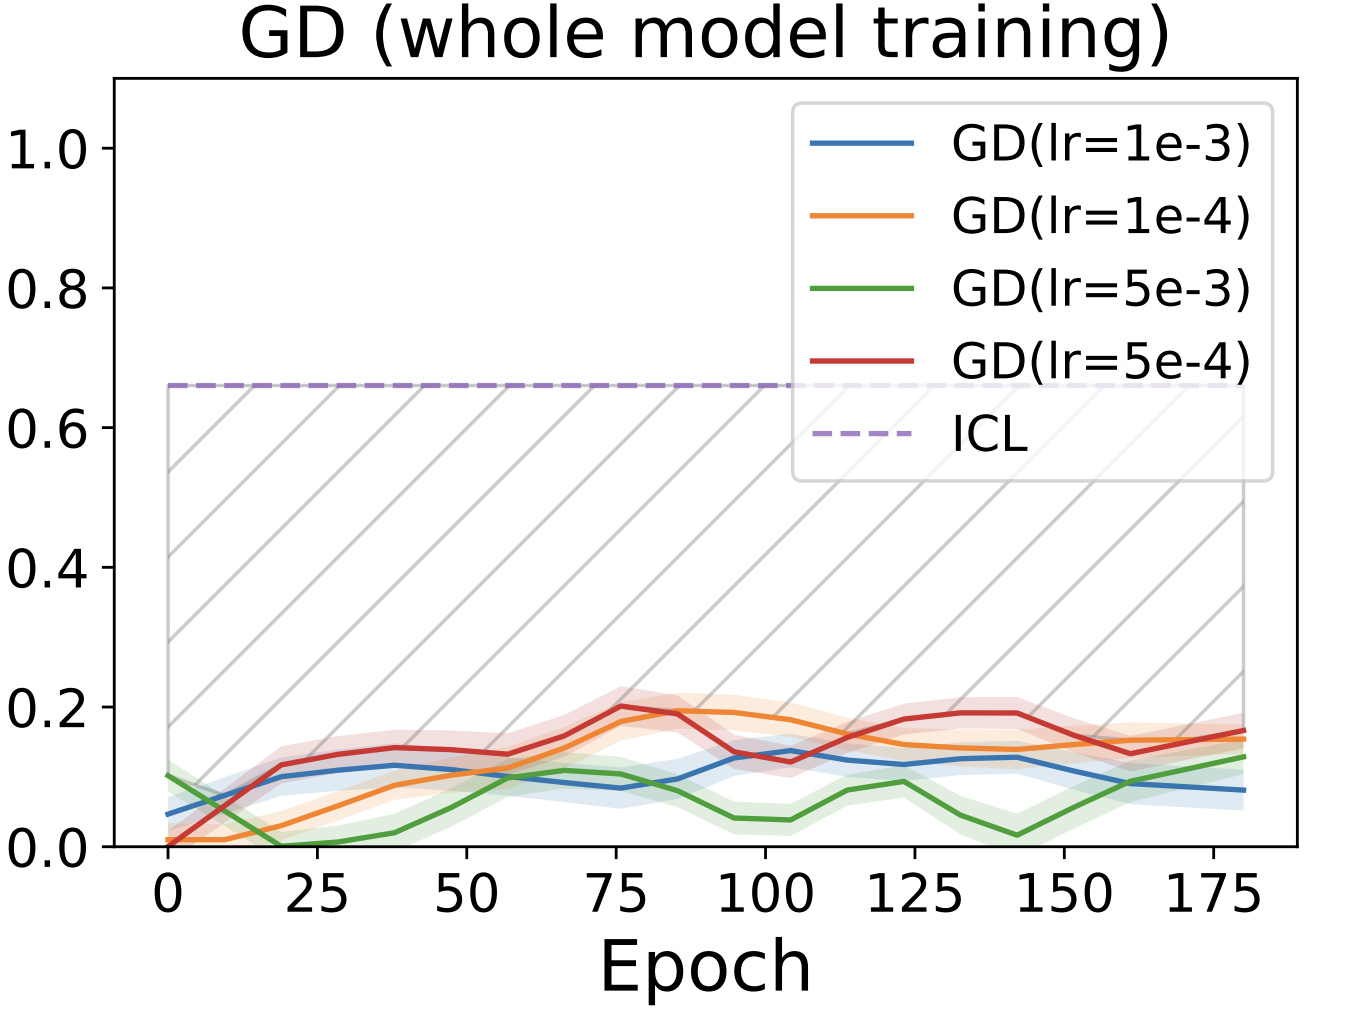 GD (whole model training)
1.0
0.8
0.6
0.4
0.2
0.0
GD(lr=1e-3)
GD(lr=1e-4)
GD(lr=5e-3)
GD(lr=5e-4)
ICL
0 25 50 75 100 125 150 175
Epoch